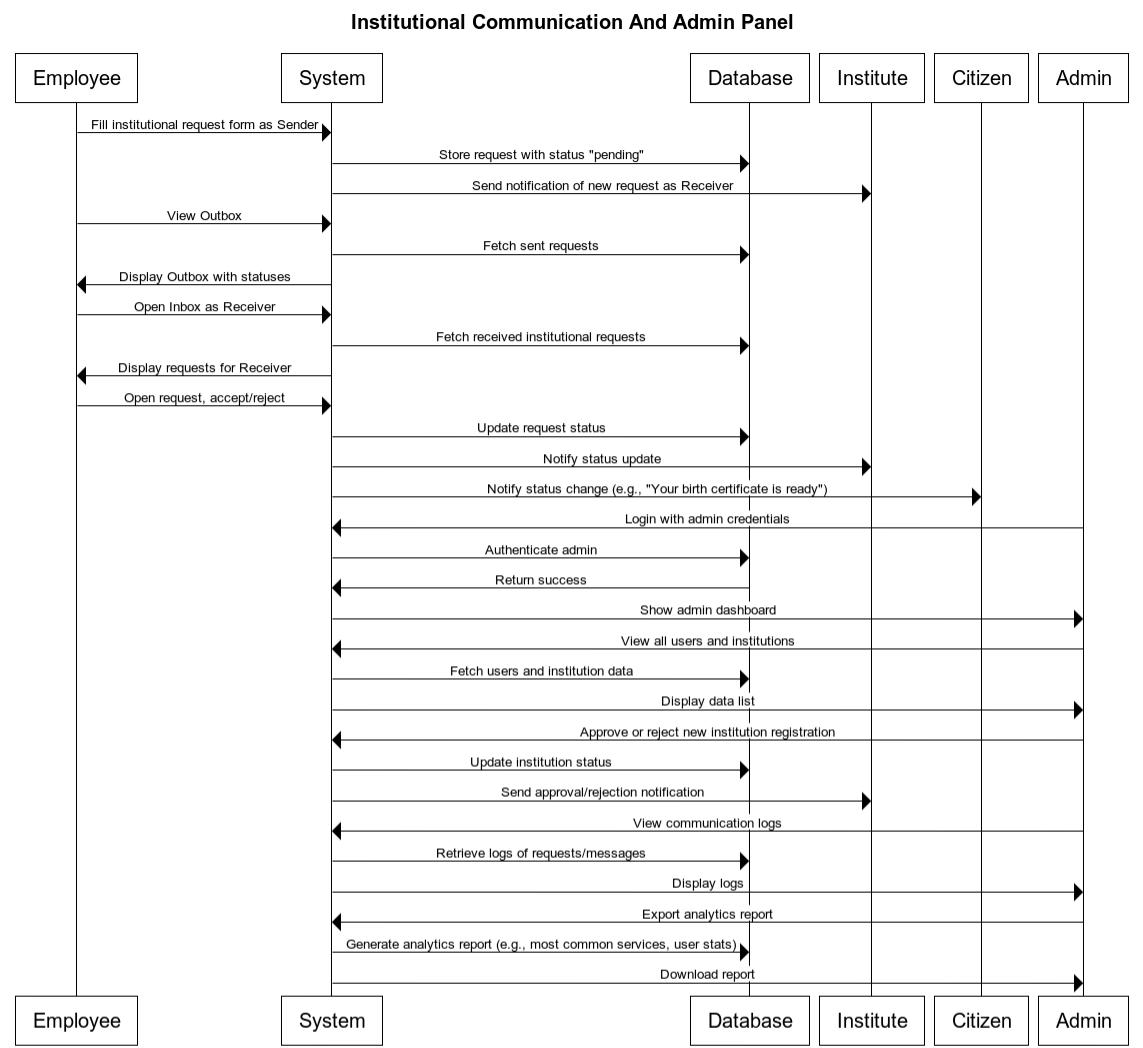 Institutional Communication And Admin Panel
Employee System Database Institute Citizen Admin
Fill institutional request form as Sender
Store request with status "pending"
Send notification of new request as Receiver
View Outbox
Fetch sent requests
Display Outbox with statuses
Open Inbox as Receiver
Fetch received institutional requests
Display requests for Receiver
Open request, accept/reject
Update request status
Notify status update
Notify status change (e.g., "Your birth certificate is ready")
Login with admin credentials
Authenticate admin
Return success
Show admin dashboard
View all users and institutions
Fetch users and institution data
Display data list
Approve or reject new institution registration
Update institution status
Send approval/rejection notification
View communication logs
Retrieve logs of requests/messages
Display logs
Export analytics report
Generate analytics report (e.g., most common services, user stats)
Download report
Employee System Database Institute Citizen Admin